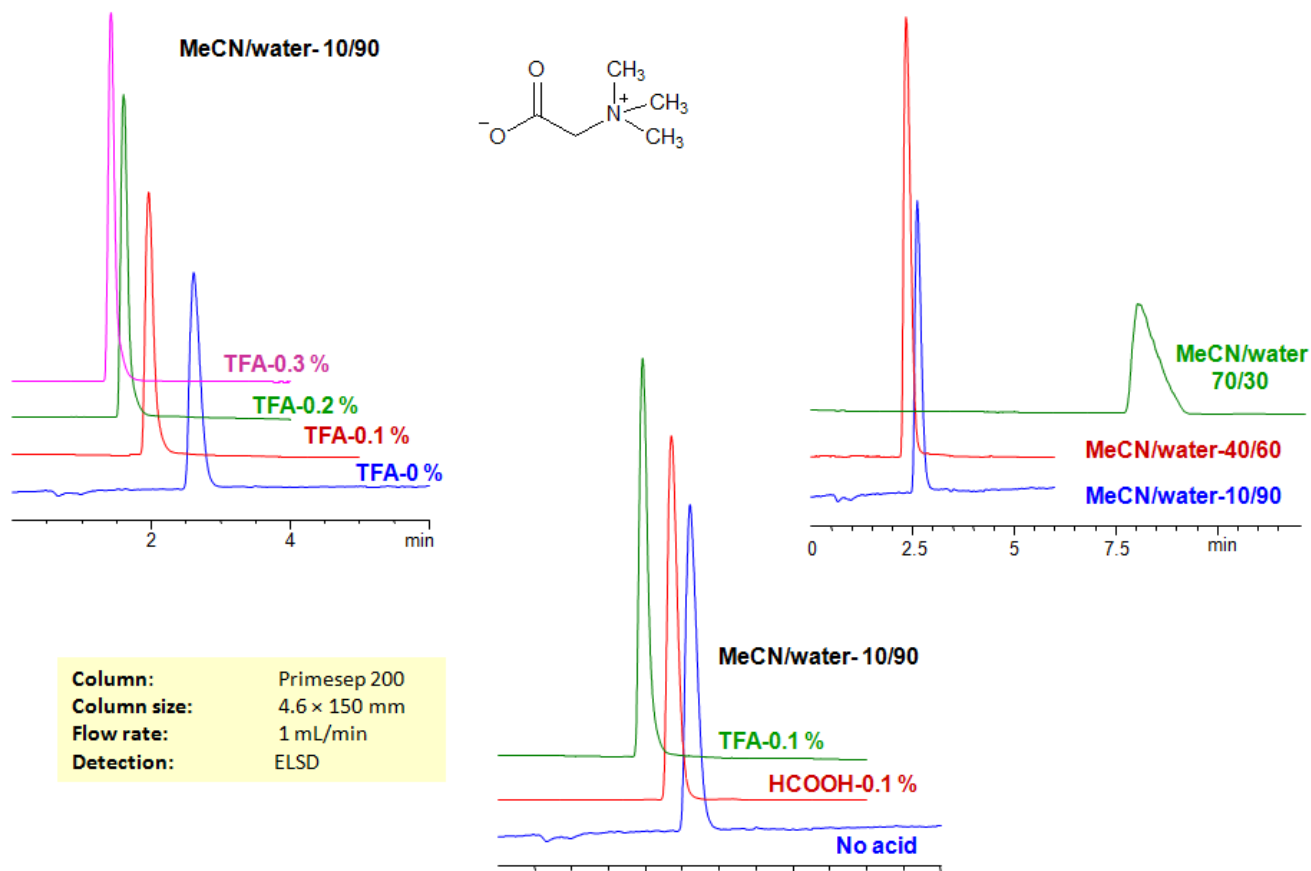 MeCN/water- 10/90
TFA-0.3 %
TFA-0.2 %
TFA-0.1 %
TFA-0 %
2 4 min
O
CH3
N+
CH3
−O
CH3
MeCN/water
70/30
MeCN/water-40/60
MeCN/water-10/90
0 2.5 5 7.5 min
MeCN/water- 10/90
TFA-0.1 %
HCOOH-0.1 %
No acid
Column: Primesep 200
Column size: 4.6 × 150 mm
Flow rate: 1 mL/min
Detection: ELSD